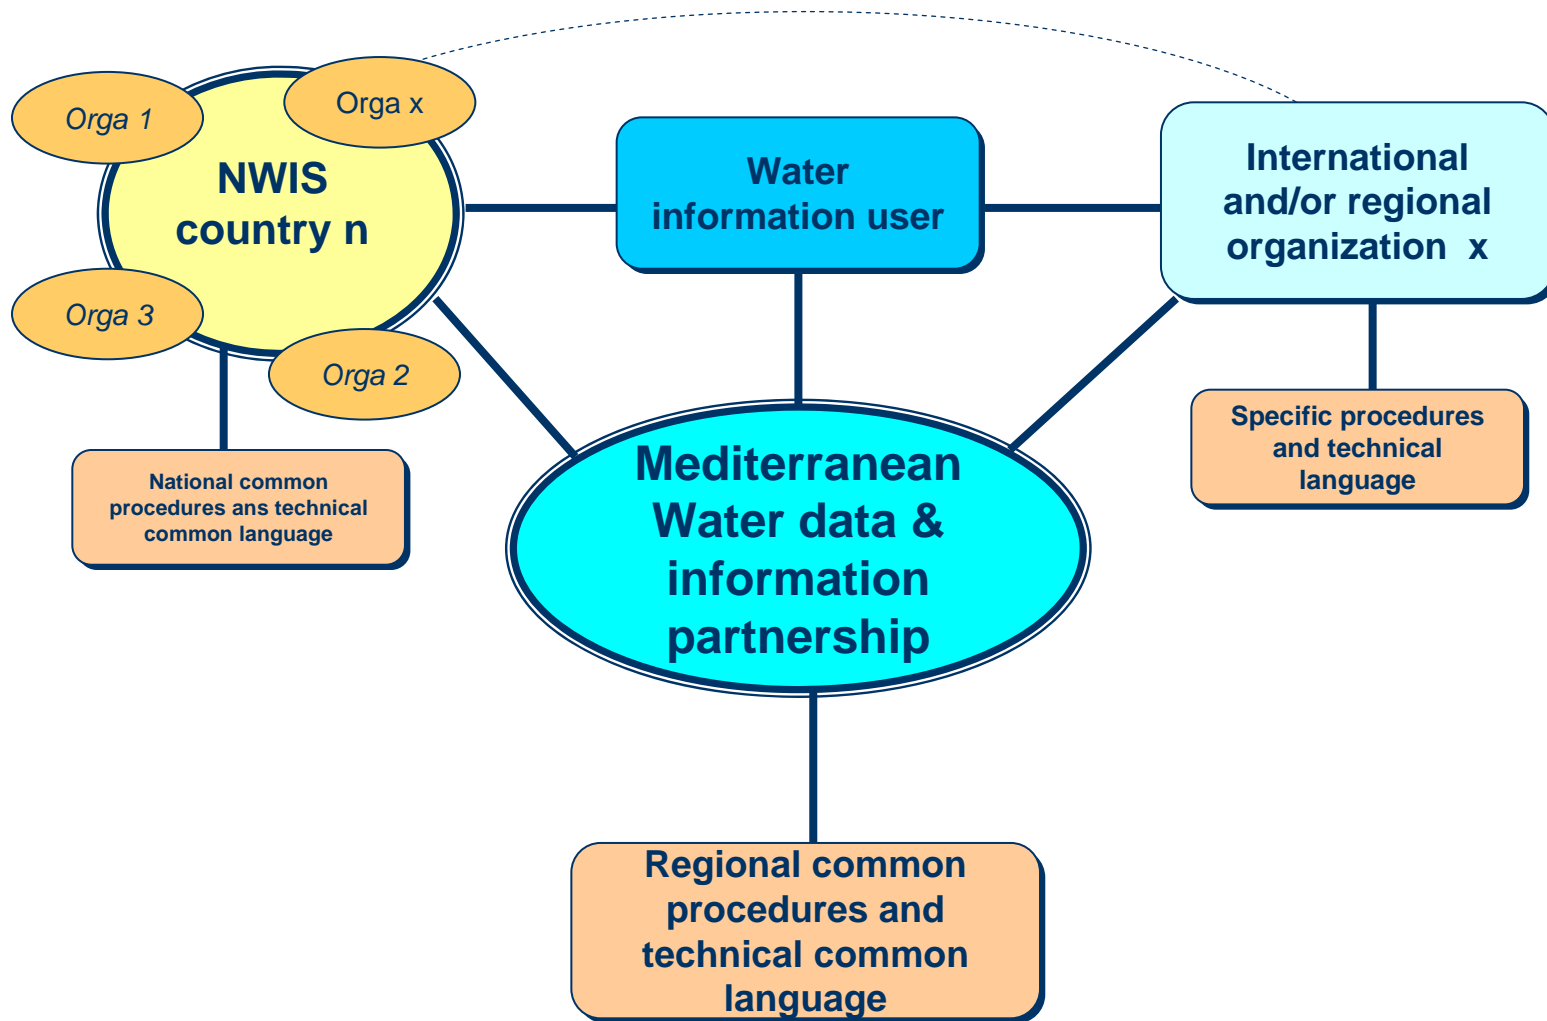 Orga 1
Orga x
NWIS
country n
Orga 3
Orga 2
National common
procedures ans technical
common language
Water
information user
International
and/or regional
organization  x
Specific procedures
and technical
language
Mediterranean
Water data &
information
partnership
Regional common
procedures and
technical common
language